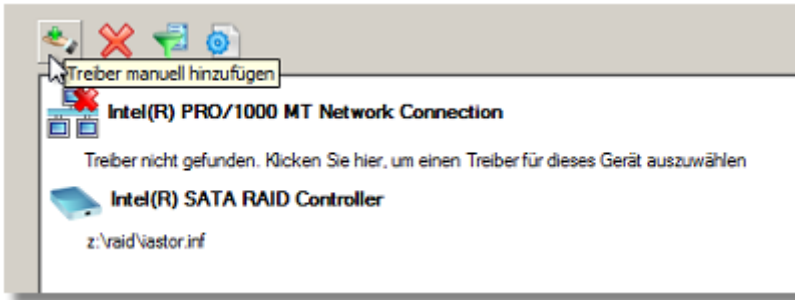 Treiber manuell hinzufügen
Intel(R) PRO/1000 MT Network Connection
Treiber nicht gefunden. Klicken Sie hier, um einen Treiber für dieses Gerät auszuwählen
Intel(R) SATA RAID Controller
z:\raid\iastor.inf